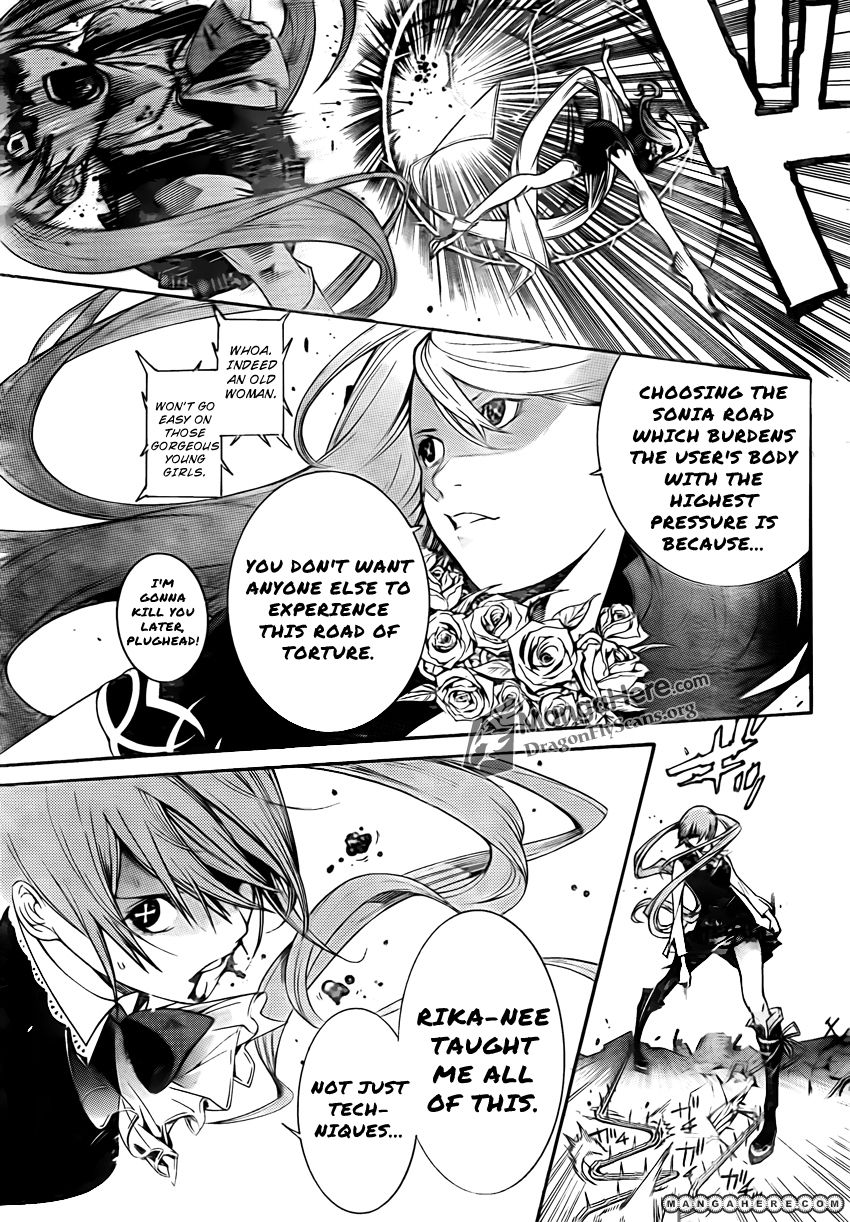 CHOOSING THE
SONIA ROAD
WHICH BURDENS
THE USER'S BODY
WITH THE
HIGHEST
PRESSURE IS
BECAUSE...
WHOA.
INDEED
AN OLD
WOMAN.
WON'T GO
EASY ON
THOSE
GORGEOUS
YOUNG
GIRLS.
YOU DON'T WANT
ANYONE ELSE TO
EXPERIENCE
THIS ROAD OF
TORTURE.
I'M
GONNA
KILL YOU
LATER,
PLUGHEAD!
MangaHere.com
DragonFlyScans.org
RIKA-NEE
TAUGHT
ME ALL
OF THIS.
NOT JUST
TECH-
NIQUES...
MANGAHERE.COM